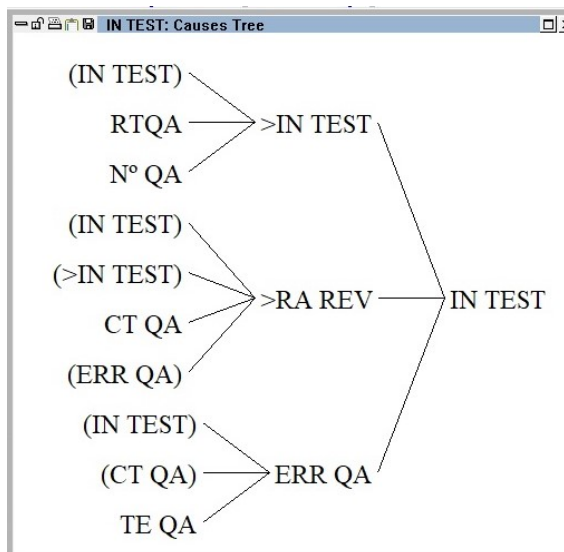 IN TEST: Causes Tree
(IN TEST)
RTQA
>IN TEST
Nº QA
(IN TEST)
(>IN TEST)
>RA REV
IN TEST
CT QA
(ERR QA)
(IN TEST)
(CT QA)
ERR QA
TE QA